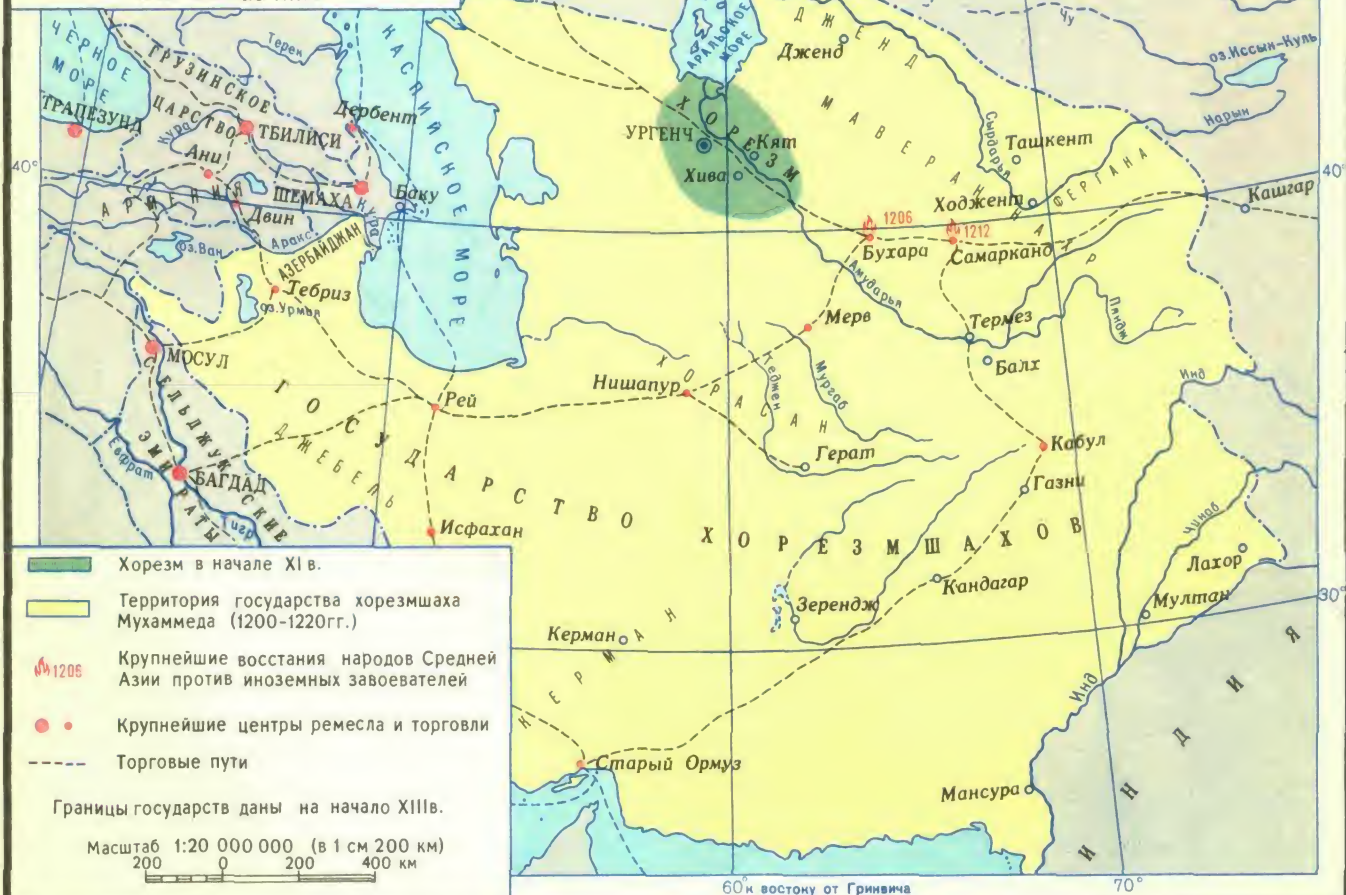 ЧЕРНОЕ МОРЕ
ГРУЗИНСКОЕ ЦАРСТВО
Терек
КАСПИЙСКОЕ МОРЕ
АРАЛЬСКОЕ МОРЕ
ДЖЕНД
Дженд
Чу
оз.Иссык-Куль
Нарын
ТРАПЕЗУНД
Кура
ТБИЛИСИ
Дербент
Ани
ХОРЕЗМ
УРГЕНЧ
Кят
Хива
МАВЕРАННАХР
Сырдарья
Ташкент
ФЕРГАНА
40°
40°
АРМЕНИЯ
ШЕМАХА
Баку
Кура
Двин
Аракс
оз.Ван
АЗЕРБАЙДЖАН
Ходжент
Кашгар
1206
1212
Бухара
Самарканд
Амударья
Тебриз
оз.Урмья
Мерв
Термез
Пяндж
Балх
МОСУЛ
СЕЛЬДЖУКСКИЕ ЭМИРАТЫ
Нишапур
ХОРАСАН
Теджен
Мургаб
Инд
Рей
Герат
Кабул
Газни
ГОСУДАРСТВО ХОРЕЗМШАХОВ
ДЖЕБЕЛЬ
Евфрат
БАГДАД
Тигр
Исфахан
Чинаб
Лахор
Зерендж
Кандагар
Мултан
30°
Керман
КЕРМАН
Инд
ИНДИЯ
Старый Ормуз
Мансура
Хорезм в начале XI в.
Территория государства хорезмшаха
Мухаммеда (1200-1220гг.)
1206
Крупнейшие восстания народов Средней
Азии против иноземных завоевателей
Крупнейшие центры ремесла и торговли
Торговые пути
Границы государств даны на начало XIIIв.
Масштаб 1:20 000 000 (в 1 см 200 км)
200 0 200 400 км
60°к востоку от Гринвича
70°